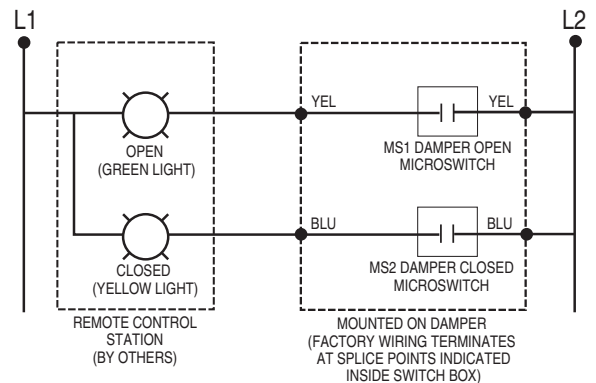 L1
L2
YEL
YEL
OPEN
(GREEN LIGHT)
MS1 DAMPER OPEN
MICROSWITCH
BLU
BLU
CLOSED
(YELLOW LIGHT)
MS2 DAMPER CLOSED
MICROSWITCH
REMOTE CONTROL
STATION
(BY OTHERS)
MOUNTED ON DAMPER
(FACTORY WIRING TERMINATES
AT SPLICE POINTS INDICATED
INSIDE SWITCH BOX)